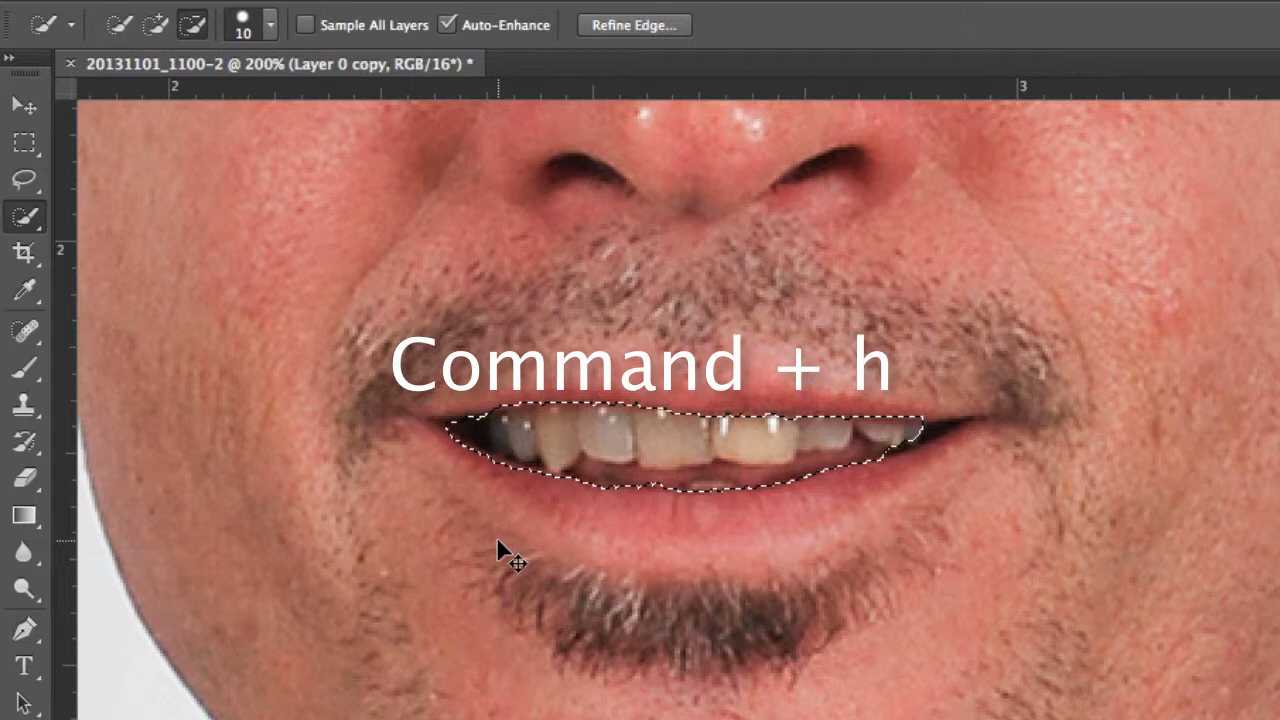 10
Sample All Layers
Auto-Enhance
Refine Edge...
× 20131101_1100-2 @ 200% (Layer 0 copy, RGB/16*) *
2
3
2
Command + h
T